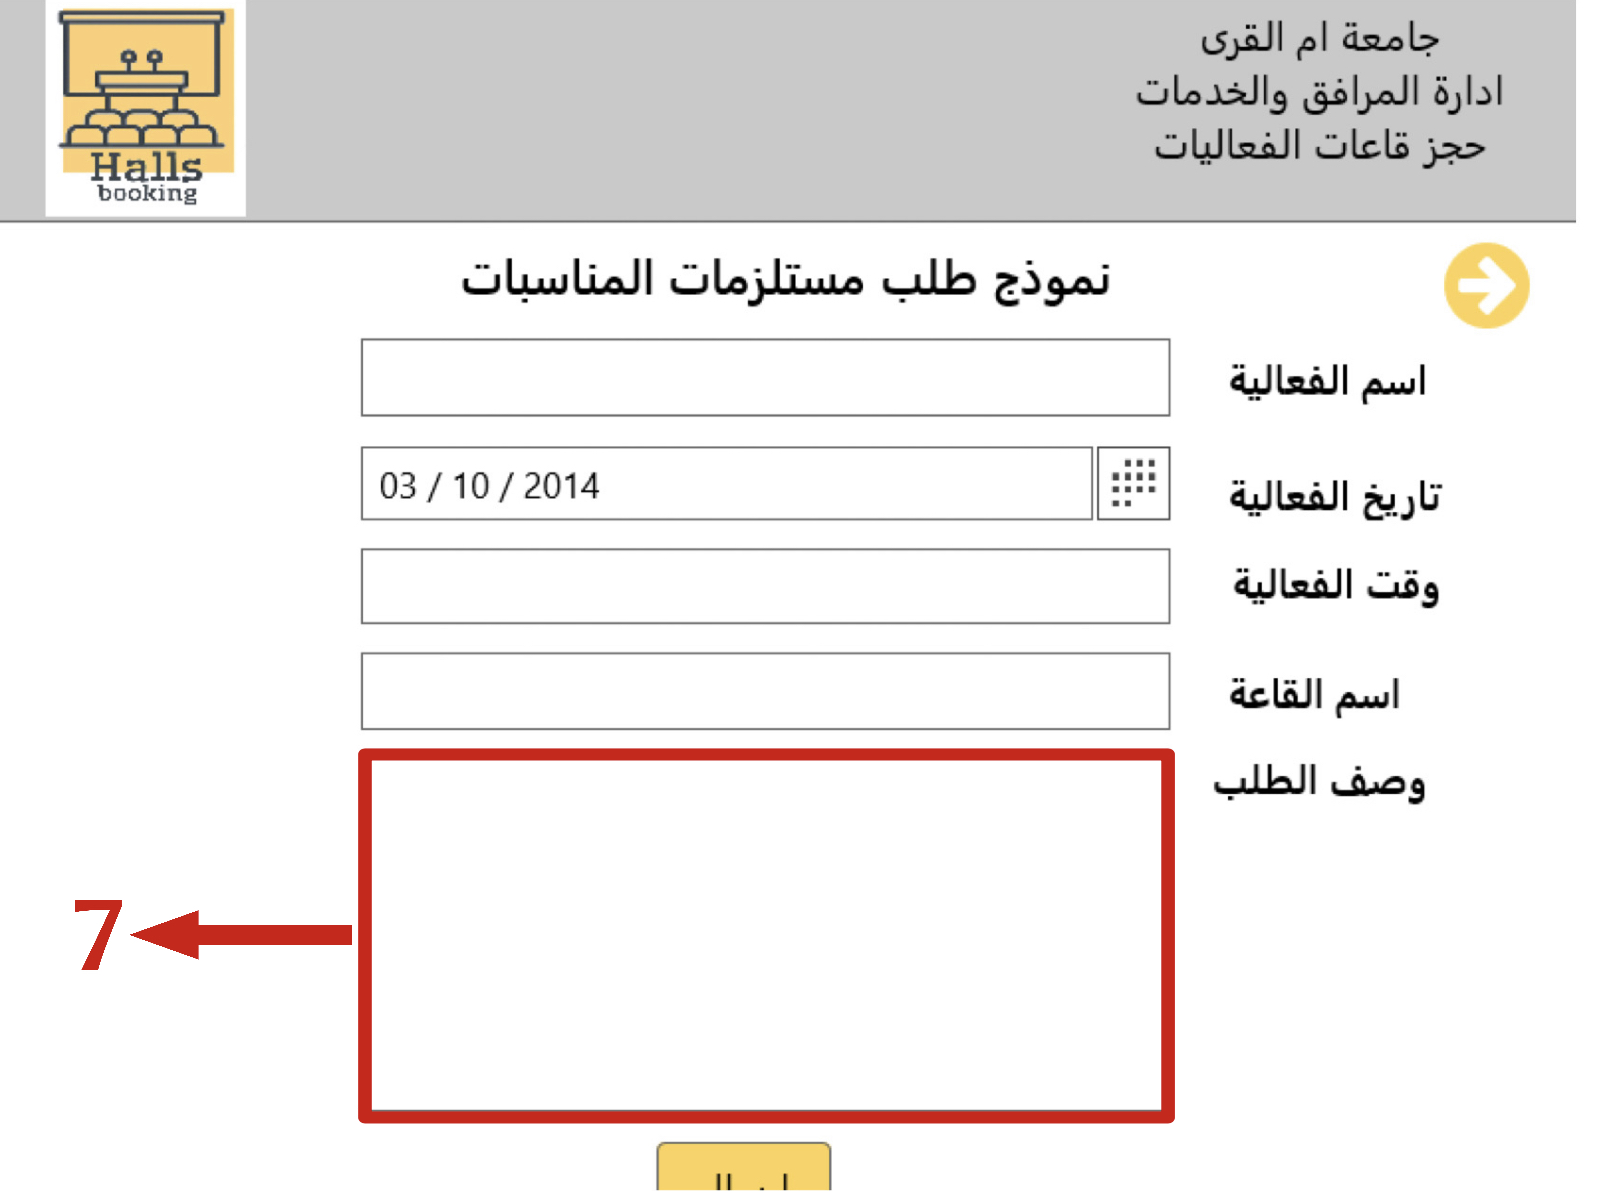 جامعة ام القرى
ادارة المرافق والخدمات
حجز قاعات الفعاليات
Halls
booking
نموذج طلب مستلزمات المناسبات
اسم الفعالية
تاريخ الفعالية
03 / 10 / 2014
وقت الفعالية
اسم القاعة
وصف الطلب
7